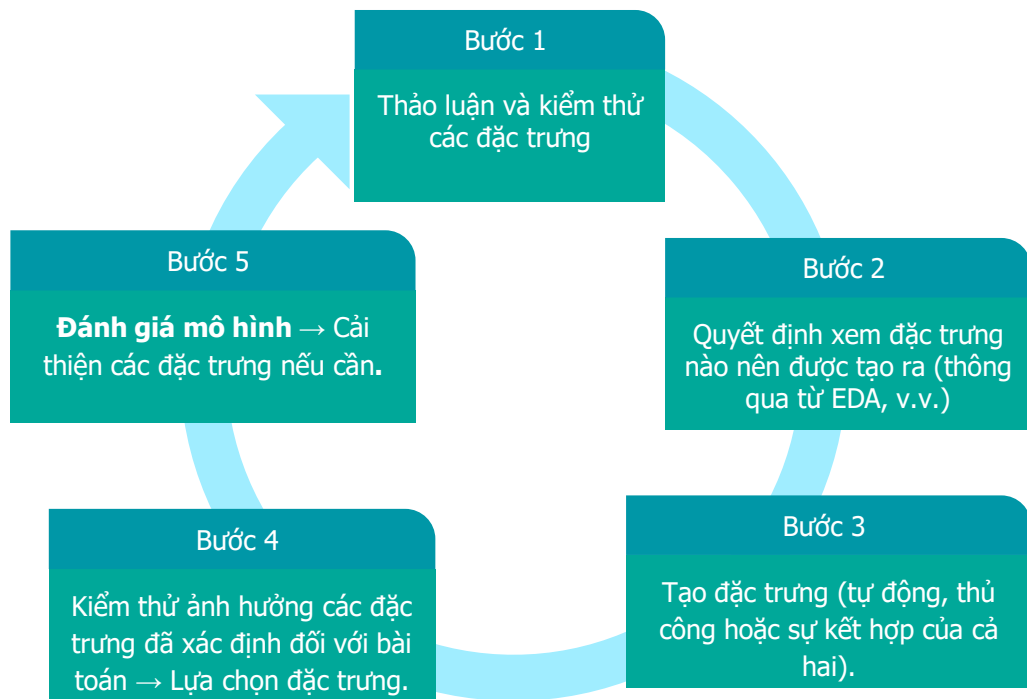 Bước 1
Thảo luận và kiểm thử
các đặc trưng
Bước 2
Quyết định xem đặc trưng
nào nên được tạo ra (thông
qua từ EDA, v.v.)
Bước 3
Tạo đặc trưng (tự động, thủ
công hoặc sự kết hợp của cả
hai).
Bước 4
Kiểm thử ảnh hưởng các đặc
trưng đã xác định đối với bài
toán → Lựa chọn đặc trưng.
Bước 5
Đánh giá mô hình → Cải
thiện các đặc trưng nếu cần.